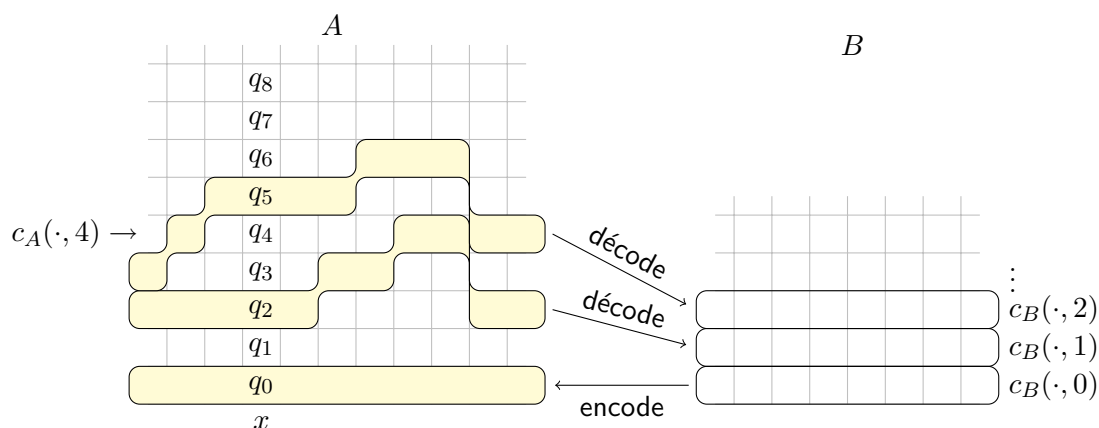 A
B
q₈
q₇
q₆
q₅
c_A(·, 4) →
q₄
décode
q₃
décode
⋮
q₂
c_B(·, 2)
q₁
c_B(·, 1)
q₀
c_B(·, 0)
encode
x